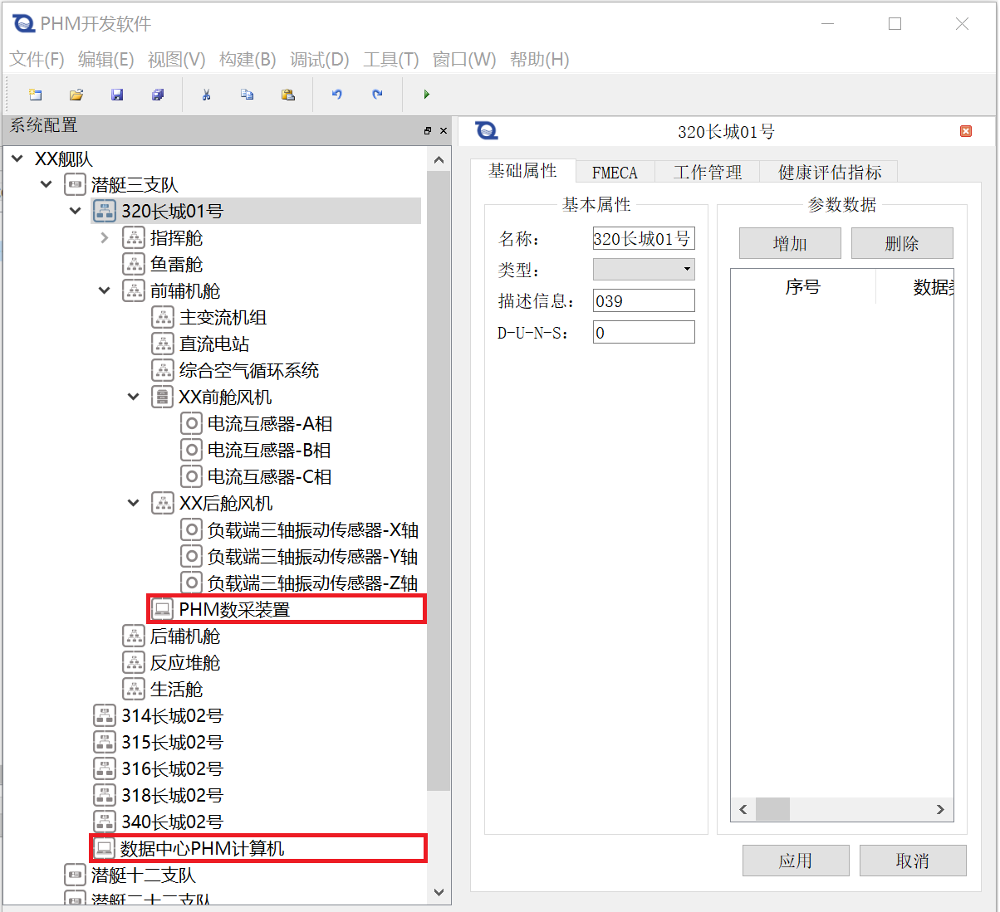 PHM开发软件
文件(F) 编辑(E) 视图(V) 构建(B) 调试(D) 工具(T) 窗口(W) 帮助(H)
系统配置
XX舰队
潜艇三支队
320长城01号
指挥舱
鱼雷舱
前辅机舱
主变流机组
直流电站
综合空气循环系统
XX前舱风机
电流互感器-A相
电流互感器-B相
电流互感器-C相
XX后舱风机
负载端三轴振动传感器-X轴
负载端三轴振动传感器-Y轴
负载端三轴振动传感器-Z轴
PHM数采装置
后辅机舱
反应堆舱
生活舱
314长城02号
315长城02号
316长城02号
318长城02号
340长城02号
数据中心PHM计算机
潜艇十二支队
潜艇二十二支队
320长城01号
基础属性 FMECA 工作管理 健康评估指标
基本属性
名称: 320长城01号
类型:
描述信息: 039
D-U-N-S: 0
参数数据
增加 删除
序号 数据
应用 取消